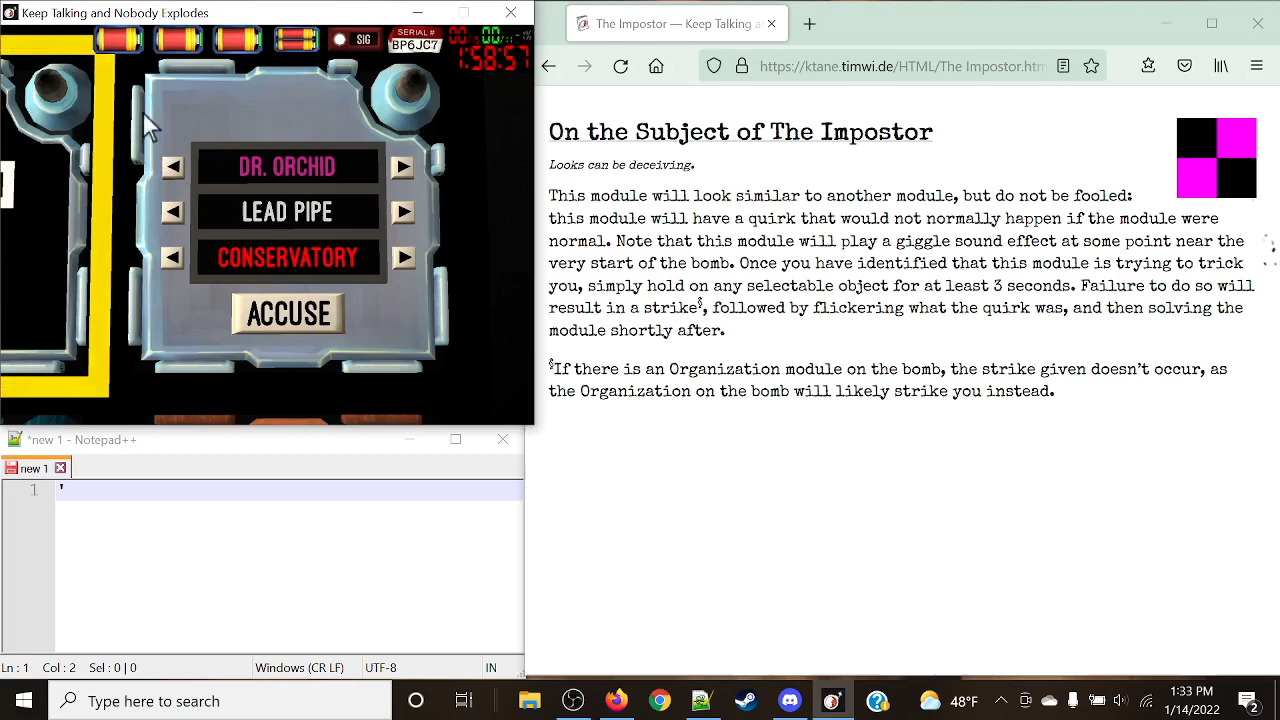 Keep Talking and Nobody Explodes
SIG
SERIAL #
BP6JC7
1:58:57
DR. ORCHID
LEAD PIPE
CONSERVATORY
ACCUSE
*new 1 - Notepad++
new 1
1 '
Ln : 1 Col : 2 Sel : 0 | 0 Windows (CR LF) UTF-8 IN
The Impostor — Keep Talking a
https://ktane.timwi.de/HTML/The Impostor.htm
On the Subject of The Impostor
Looks can be deceiving.
This module will look similar to another module, but do not be fooled:
this module will have a quirk that would not normally happen if the module were
normal. Note that this module will play a giggle sound effect at some point near the
very start of the bomb. Once you have identified that this module is trying to trick
you, simply hold on any selectable object for at least 3 seconds. Failure to do so will
result in a strike§, followed by flickering what the quirk was, and then solving the
module shortly after.
§If there is an Organization module on the bomb, the strike given doesn't occur, as
the Organization on the bomb will likely strike you instead.
Type here to search
48°F
1:33 PM
1/14/2022
2